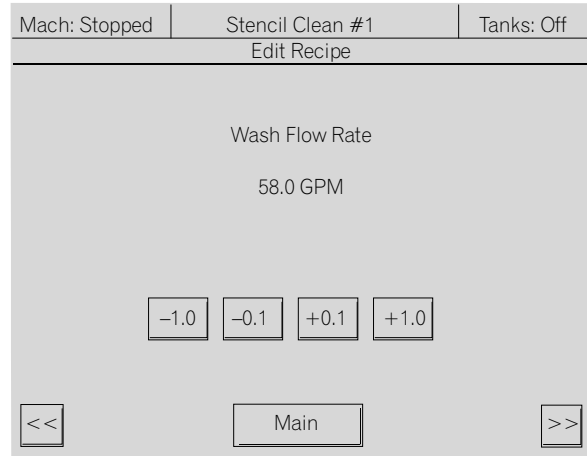 Mach: Stopped Stencil Clean #1 Tanks: Off
Edit Recipe
Wash Flow Rate
58.0 GPM
–1.0 –0.1 +0.1 +1.0
<< Main >>